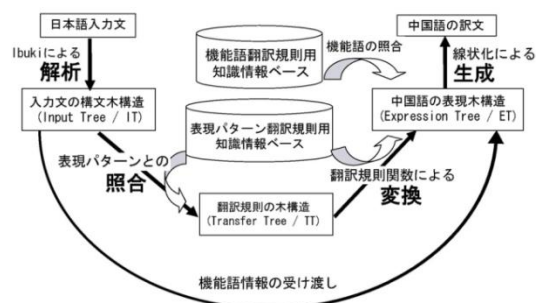 日本語入力文
Ibukiによる
解析
入力文の構文木構造
(Input Tree / IT)
表現パターンとの
照合
機能語翻訳規則用
知識情報ベース
機能語の照合
表現パターン翻訳規則用
知識情報ベース
翻訳規則の木構造
(Transfer Tree / TT)
翻訳規則関数による
変換
中国語の訳文
線状化による
生成
中国語の表現木構造
(Expression Tree / ET)
機能語情報の受け渡し